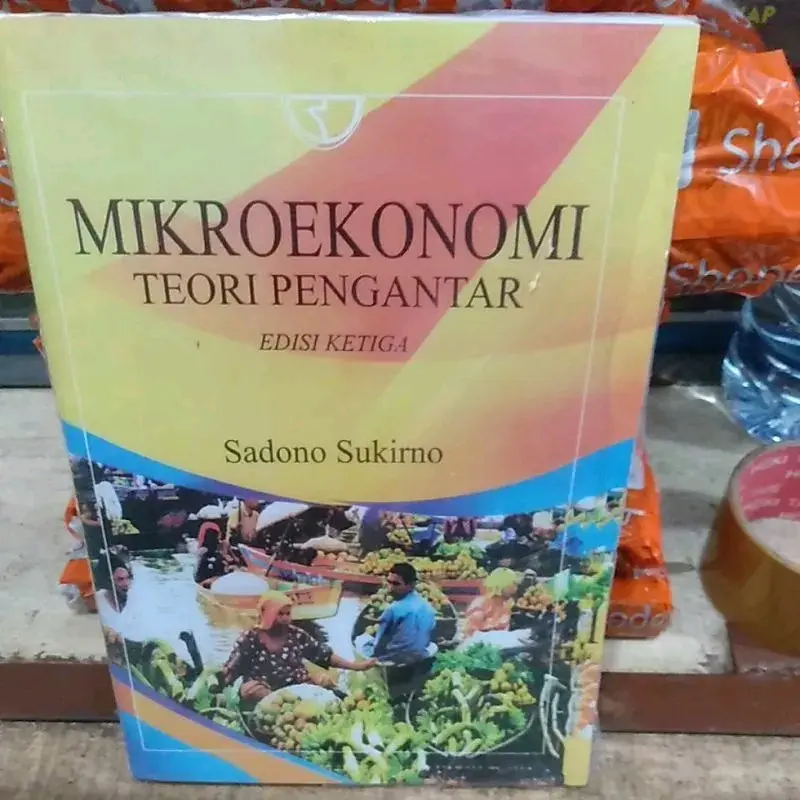 MIKROEKONOMI
TEORI PENGANTAR
EDISI KETIGA
Sadono Sukirno